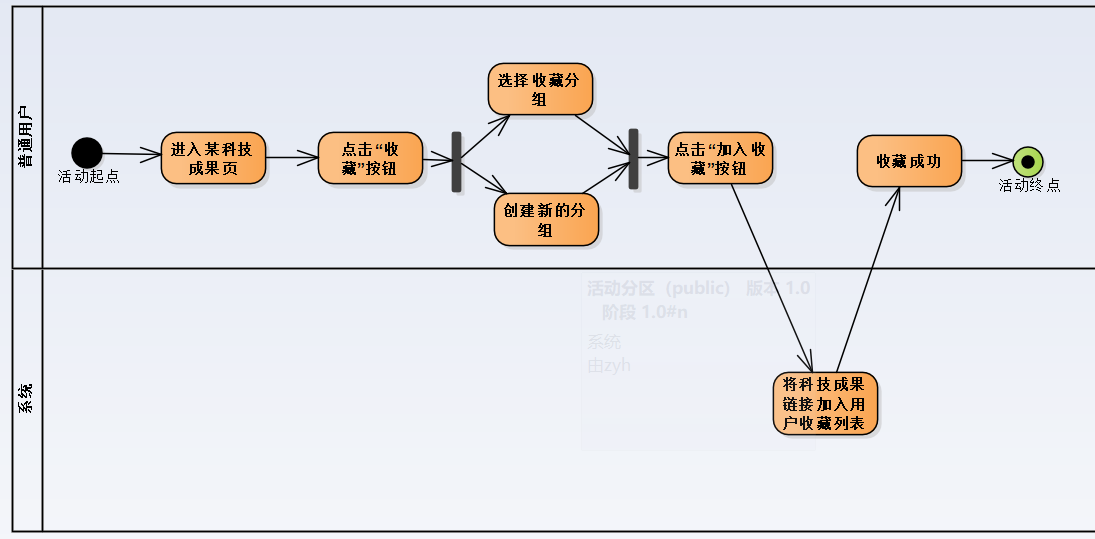 普通用户
活动起点
进入某科技
成果页
点击“收
藏”按钮
选择收藏分
组
创建新的分
组
点击“加入收
藏”按钮
收藏成功
活动终点
系统
活动分区（public） 版本 1.0
阶段 1.0#n
系统
由zyh
将科技成果
链接加入用
户收藏列表